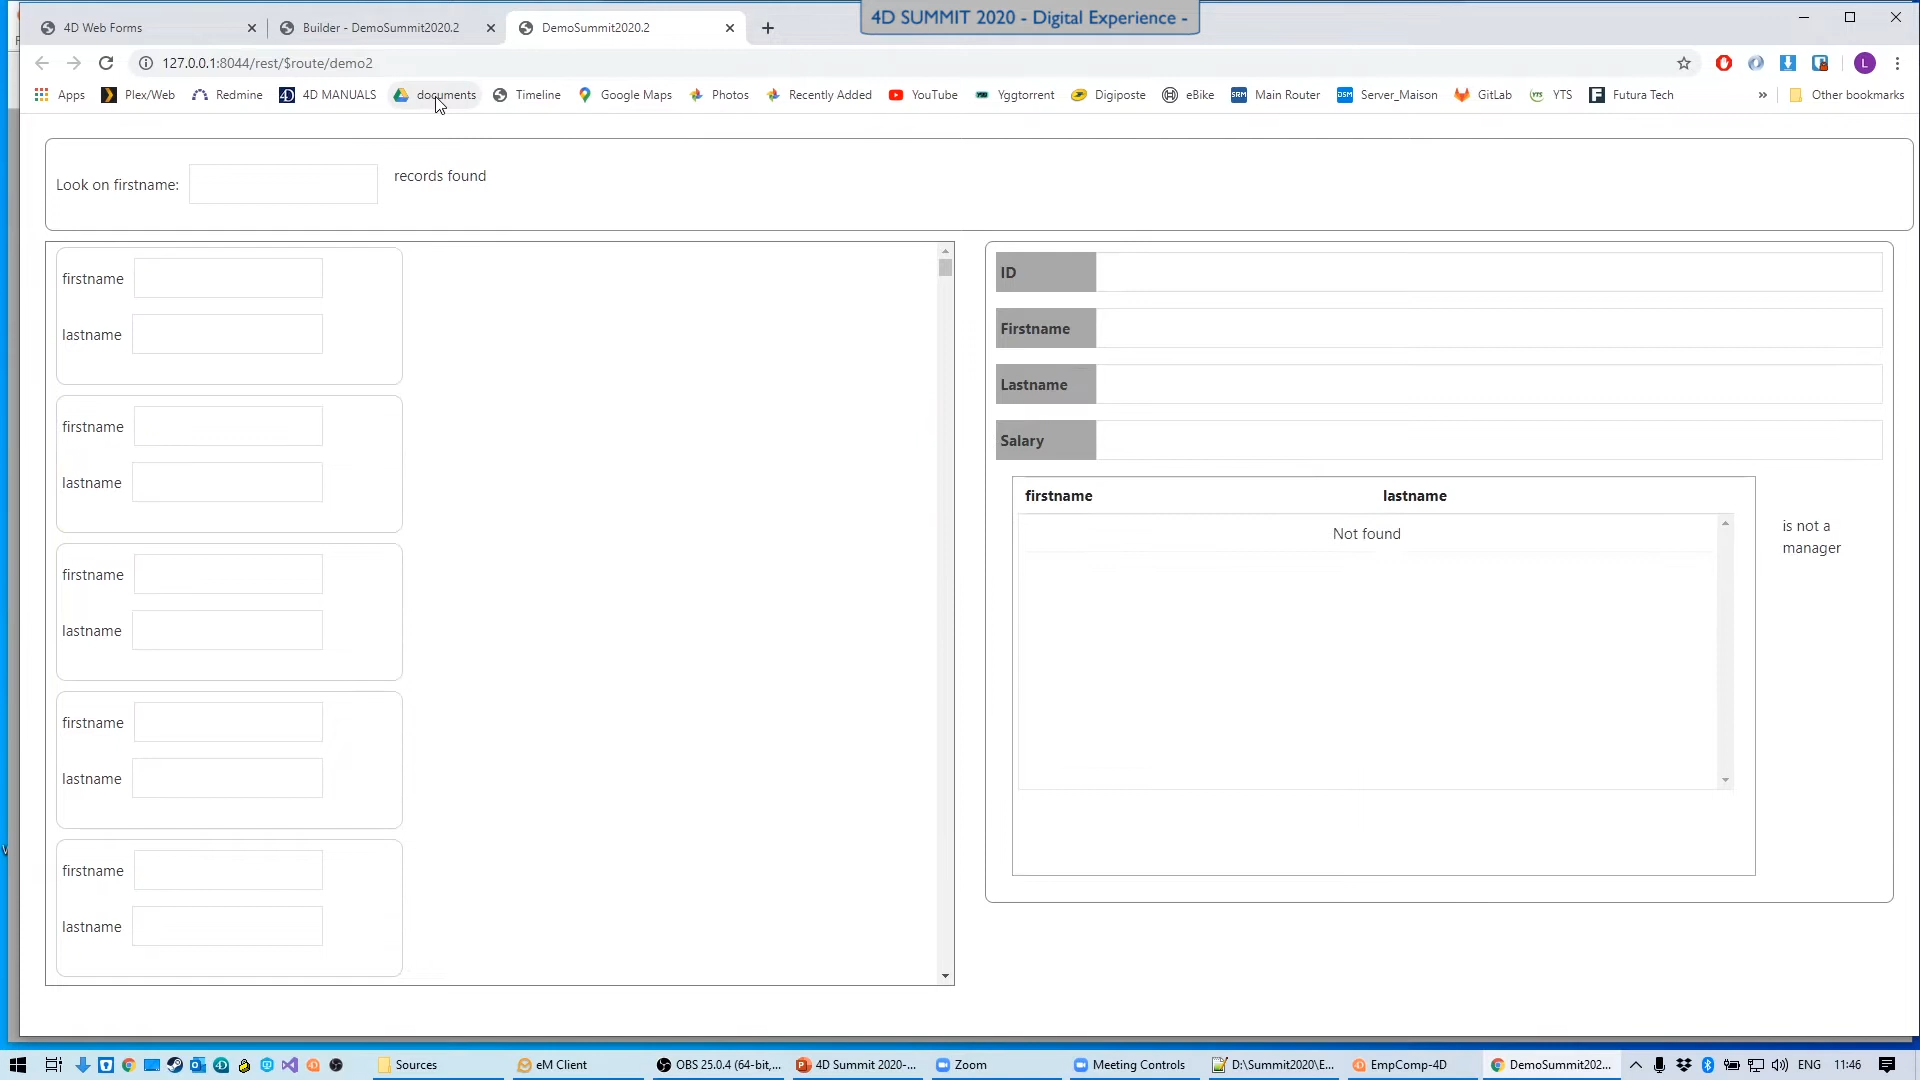 4D SUMMIT 2020 - Digital Experience -
4D Web Forms
Builder - DemoSummit2020.2
DemoSummit2020.2
127.0.0.1:8044/rest/$route/demo2
L
Apps
Plex/Web
Redmine
4D MANUALS
documents
Timeline
Google Maps
Photos
Recently Added
YouTube
Yggtorrent
Digiposte
eBike
Main Router
Server_Maison
GitLab
YTS
Futura Tech
»
Other bookmarks
Look on firstname:
records found
firstname
lastname
firstname
lastname
firstname
lastname
firstname
lastname
firstname
lastname
ID
Firstname
Lastname
Salary
firstname lastname
Not found
is not a
manager
Sources
eM Client
OBS 25.0.4 (64-bit,...
4D Summit 2020-...
Zoom
Meeting Controls
D:\Summit2020\E...
EmpComp-4D
DemoSummit202...
ENG
11:46